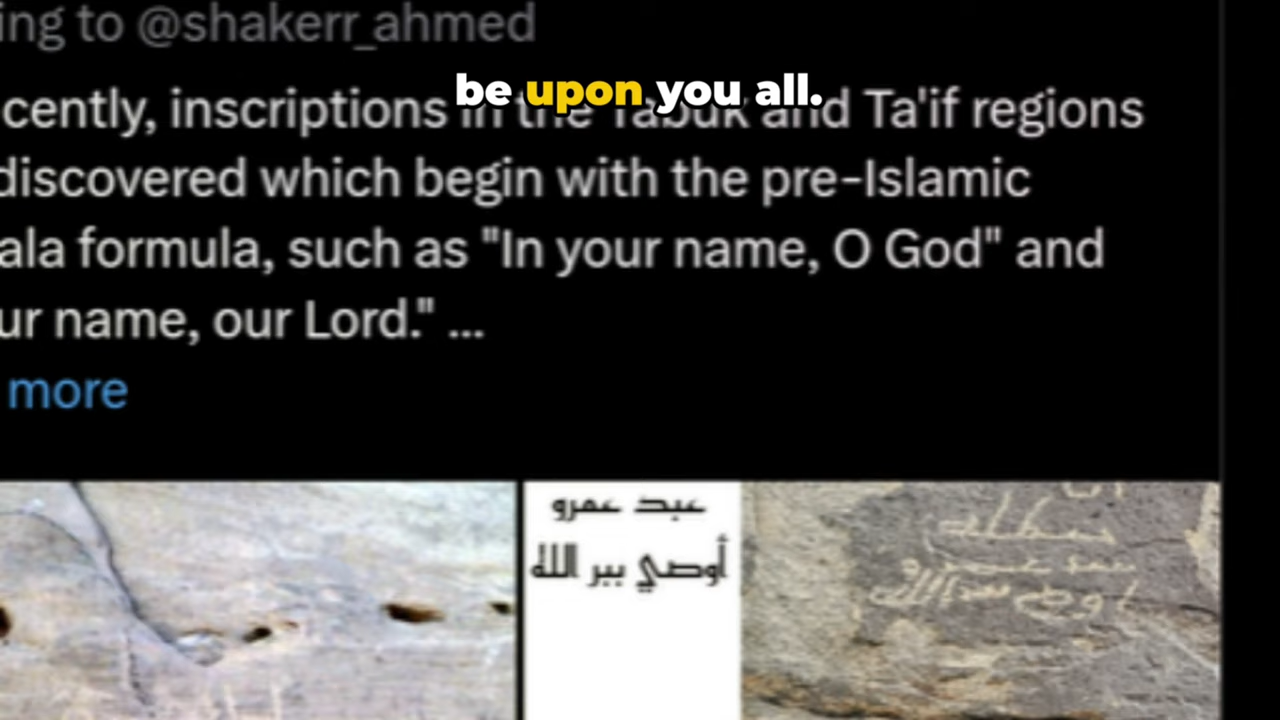 ing to @shakerr_ahmed
be upon you all.
cently, inscriptions in the Tabuk and Ta'if regions
discovered which begin with the pre-Islamic
ala formula, such as "In your name, O God" and
ur name, our Lord." ...
more
عبد عمرو
أوصي ببر الله